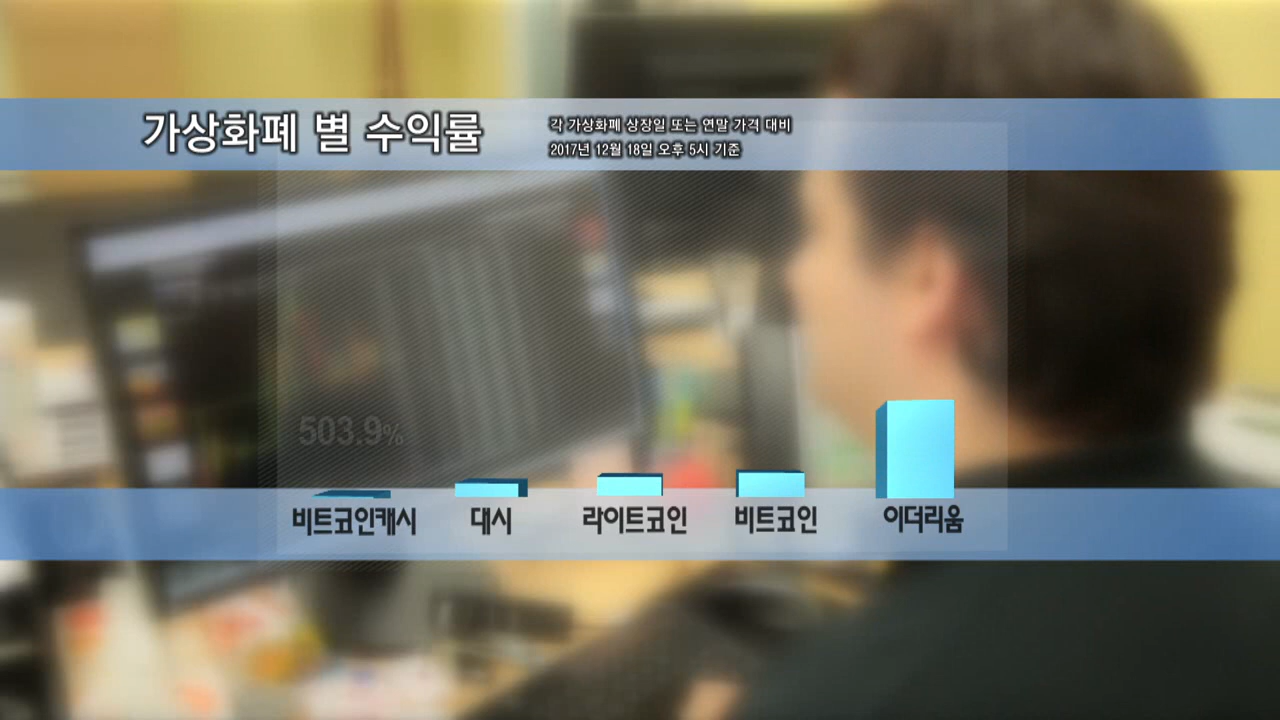 가상화폐 별 수익률
각 가상화폐 상장일 또는 연말 가격 대비
2017년 12월 18일 오후 5시 기준
503.9%
비트코인캐시 대시 라이트코인 비트코인 이더리움